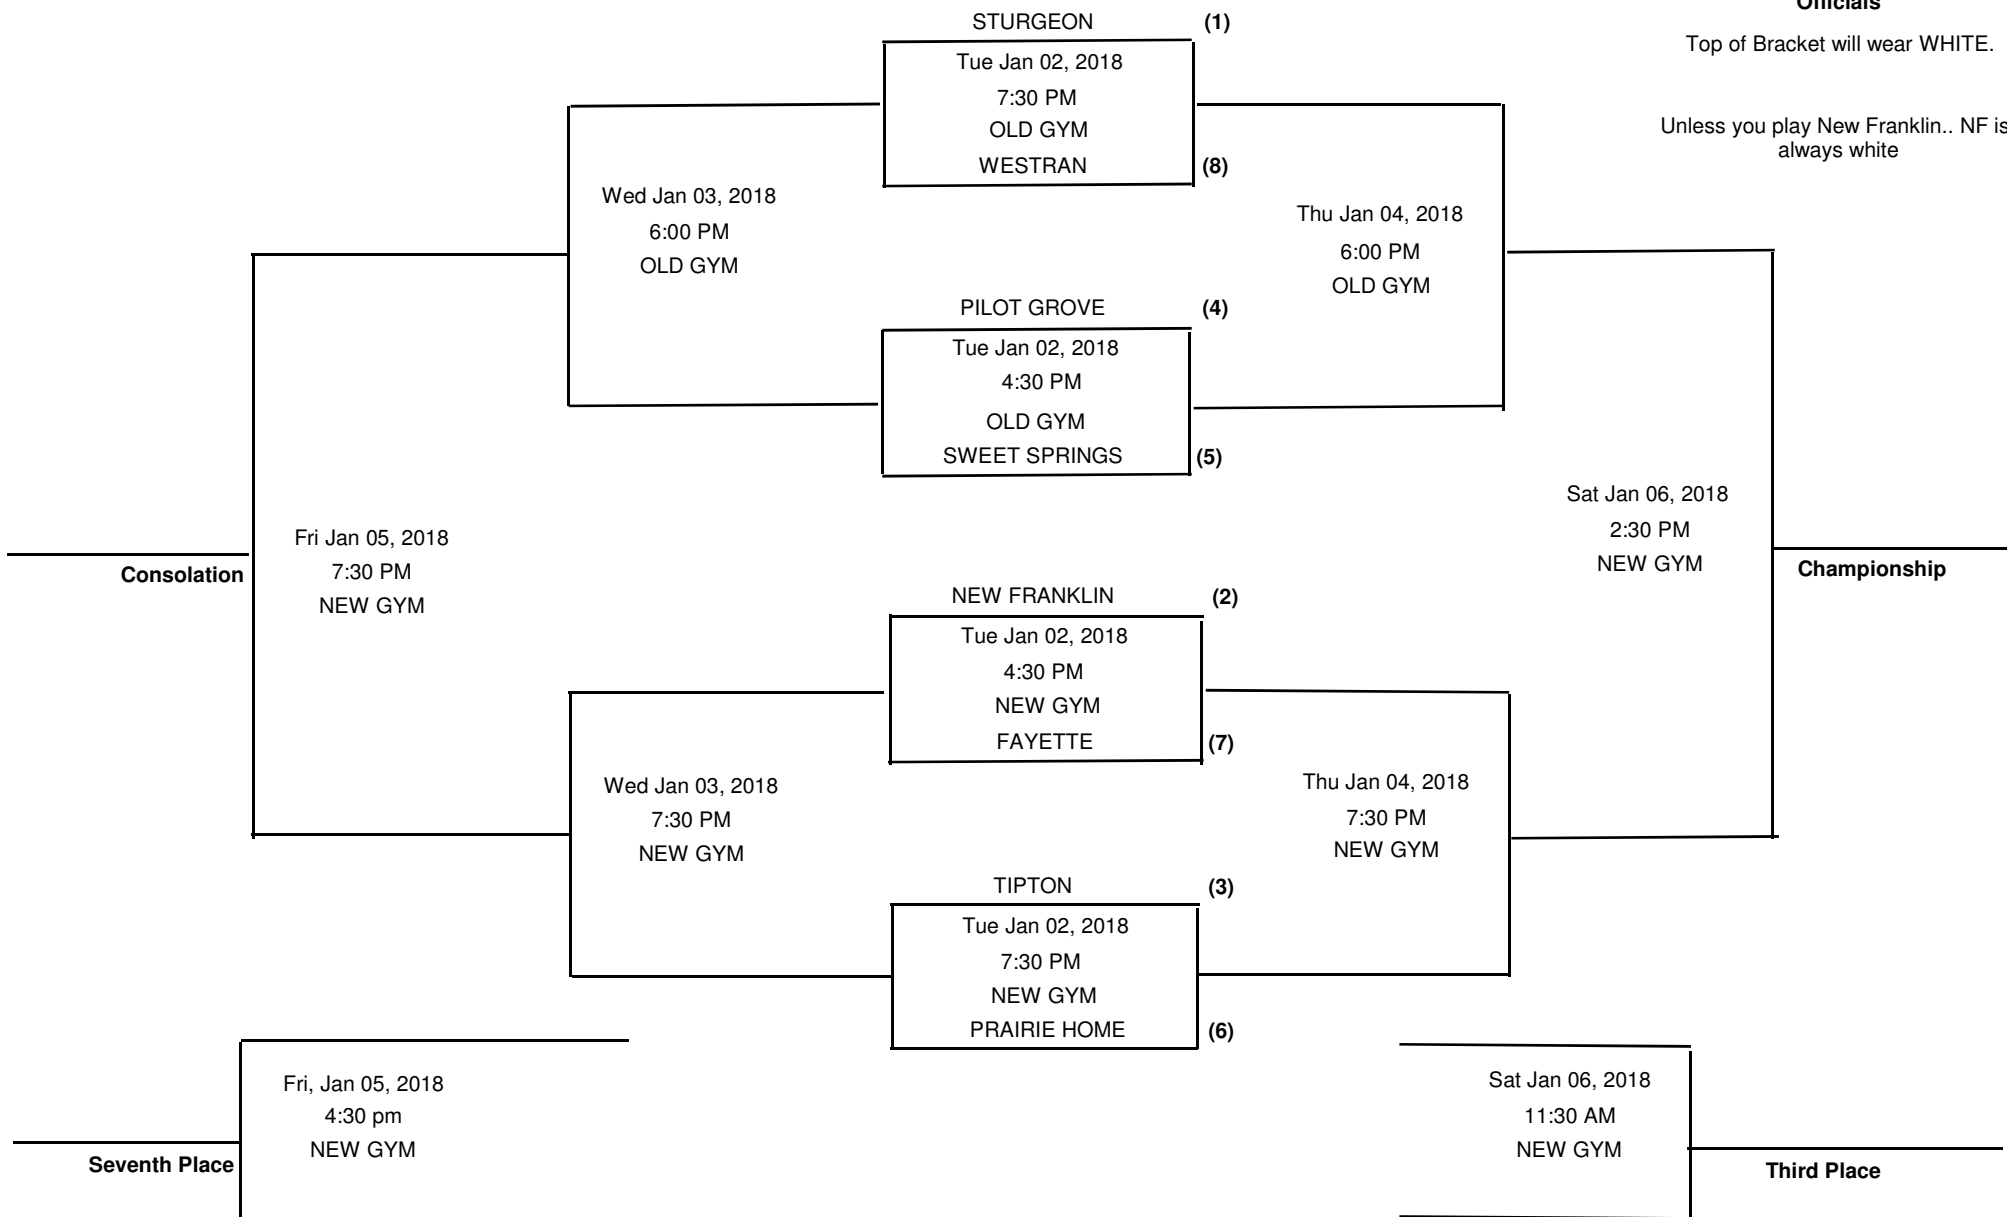 Officials
STURGEON (1)
Top of Bracket will wear WHITE.
Tue Jan 02, 2018
7:30 PM
OLD GYM
WESTRAN (8)
Unless you play New Franklin.. NF is
always white
Wed Jan 03, 2018
6:00 PM
OLD GYM
Thu Jan 04, 2018
6:00 PM
OLD GYM
PILOT GROVE (4)
Tue Jan 02, 2018
4:30 PM
OLD GYM
SWEET SPRINGS (5)
Sat Jan 06, 2018
2:30 PM
NEW GYM
Championship
Fri Jan 05, 2018
7:30 PM
NEW GYM
Consolation
NEW FRANKLIN (2)
Tue Jan 02, 2018
4:30 PM
NEW GYM
FAYETTE (7)
Wed Jan 03, 2018
7:30 PM
NEW GYM
Thu Jan 04, 2018
7:30 PM
NEW GYM
TIPTON (3)
Tue Jan 02, 2018
7:30 PM
NEW GYM
PRAIRIE HOME (6)
Fri, Jan 05, 2018
4:30 pm
NEW GYM
Seventh Place
Sat Jan 06, 2018
11:30 AM
NEW GYM
Third Place